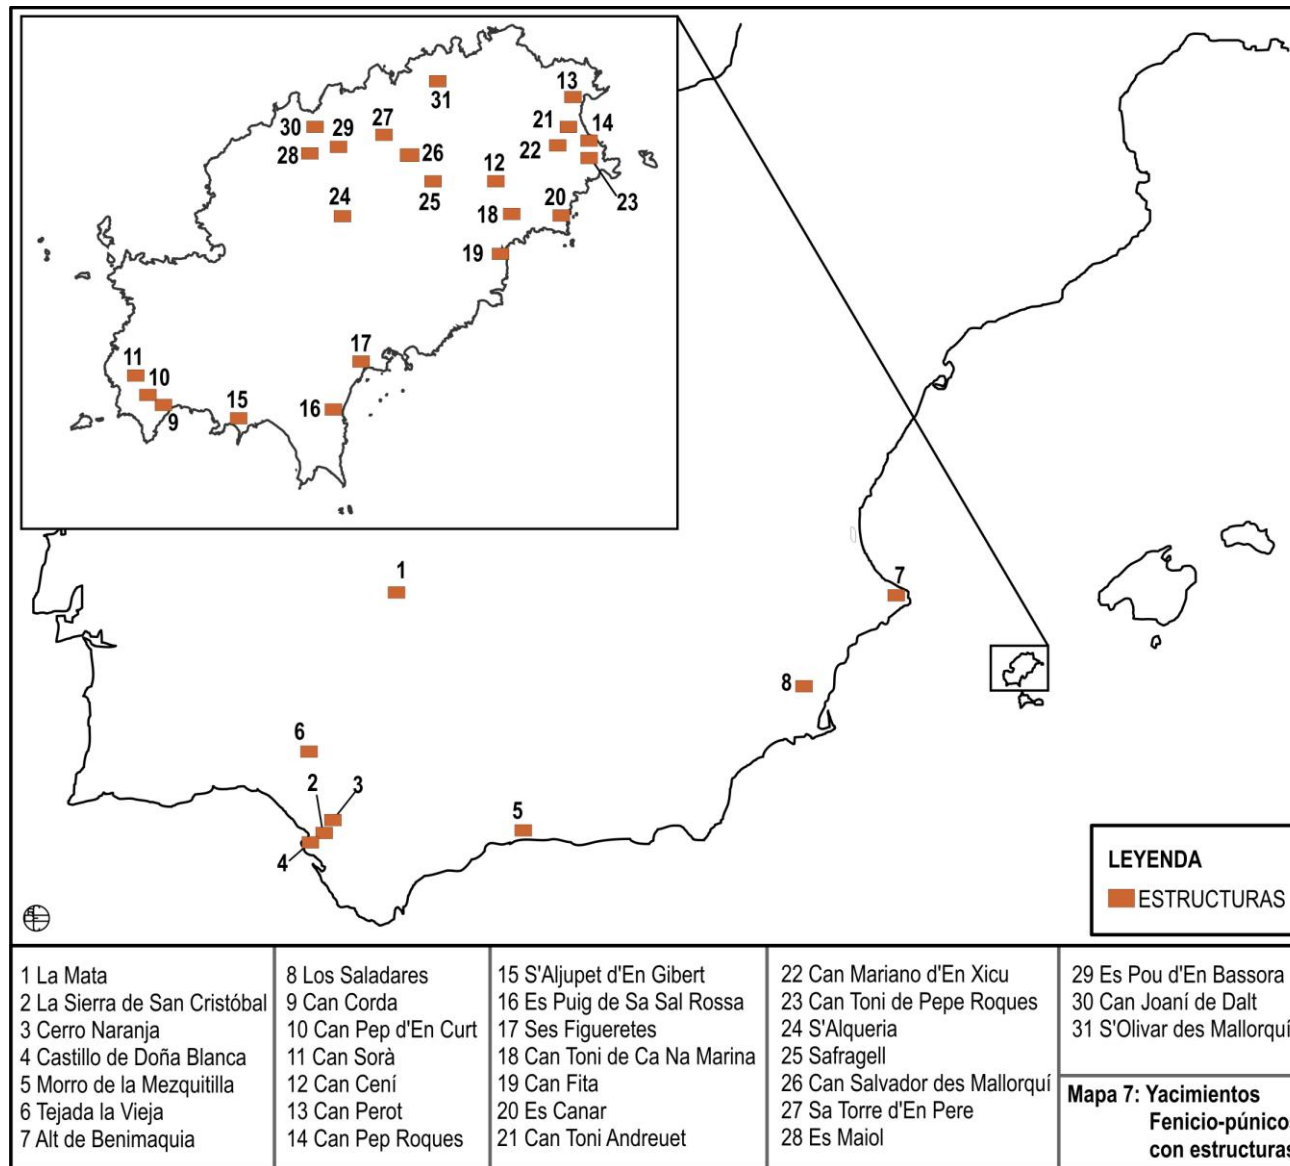 31
13
30
29
27
21
14
28
26
22
12
25
23
24
18
20
19
17
11
10
9
15
16
1
7
8
6
2
3
5
4
LEYENDA
ESTRUCTURAS
1 La Mata
2 La Sierra de San Cristóbal
3 Cerro Naranja
4 Castillo de Doña Blanca
5 Morro de la Mezquitilla
6 Tejada la Vieja
7 Alt de Benimaquia
8 Los Saladares
9 Can Corda
10 Can Pep d'En Curt
11 Can Sorà
12 Can Cení
13 Can Perot
14 Can Pep Roques
15 S'Aljupet d'En Gibert
16 Es Puig de Sa Sal Rossa
17 Ses Figueretes
18 Can Toni de Ca Na Marina
19 Can Fita
20 Es Canar
21 Can Toni Andreuet
22 Can Mariano d'En Xicu
23 Can Toni de Pepe Roques
24 S'Alqueria
25 Safragell
26 Can Salvador des Mallorquí
27 Sa Torre d'En Pere
28 Es Maiol
29 Es Pou d'En Bassora
30 Can Joaní de Dalt
31 S'Olivar des Mallorquí
Mapa 7: Yacimientos
Fenicio-púnico
con estructuras